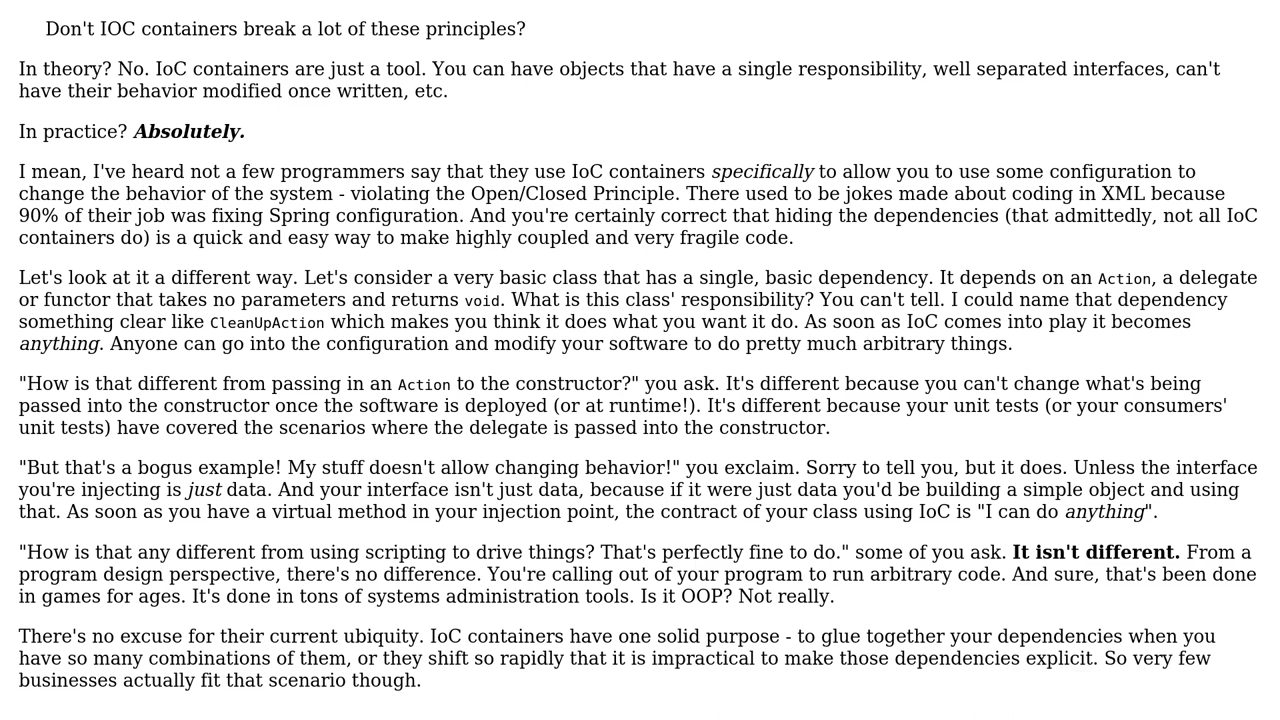 Don't IOC containers break a lot of these principles?
In theory? No. IoC containers are just a tool. You can have objects that have a single responsibility, well separated interfaces, can't
have their behavior modified once written, etc.
In practice? Absolutely.
I mean, I've heard not a few programmers say that they use IoC containers specifically to allow you to use some configuration to
change the behavior of the system - violating the Open/Closed Principle. There used to be jokes made about coding in XML because
90% of their job was fixing Spring configuration. And you're certainly correct that hiding the dependencies (that admittedly, not all IoC
containers do) is a quick and easy way to make highly coupled and very fragile code.
Let's look at it a different way. Let's consider a very basic class that has a single, basic dependency. It depends on an Action, a delegate
or functor that takes no parameters and returns void. What is this class' responsibility? You can't tell. I could name that dependency
something clear like CleanUpAction which makes you think it does what you want it do. As soon as IoC comes into play it becomes
anything. Anyone can go into the configuration and modify your software to do pretty much arbitrary things.
"How is that different from passing in an Action to the constructor?" you ask. It's different because you can't change what's being
passed into the constructor once the software is deployed (or at runtime!). It's different because your unit tests (or your consumers'
unit tests) have covered the scenarios where the delegate is passed into the constructor.
"But that's a bogus example! My stuff doesn't allow changing behavior!" you exclaim. Sorry to tell you, but it does. Unless the interface
you're injecting is just data. And your interface isn't just data, because if it were just data you'd be building a simple object and using
that. As soon as you have a virtual method in your injection point, the contract of your class using IoC is "I can do anything".
"How is that any different from using scripting to drive things? That's perfectly fine to do." some of you ask. It isn't different. From a
program design perspective, there's no difference. You're calling out of your program to run arbitrary code. And sure, that's been done
in games for ages. It's done in tons of systems administration tools. Is it OOP? Not really.
There's no excuse for their current ubiquity. IoC containers have one solid purpose - to glue together your dependencies when you
have so many combinations of them, or they shift so rapidly that it is impractical to make those dependencies explicit. So very few
businesses actually fit that scenario though.